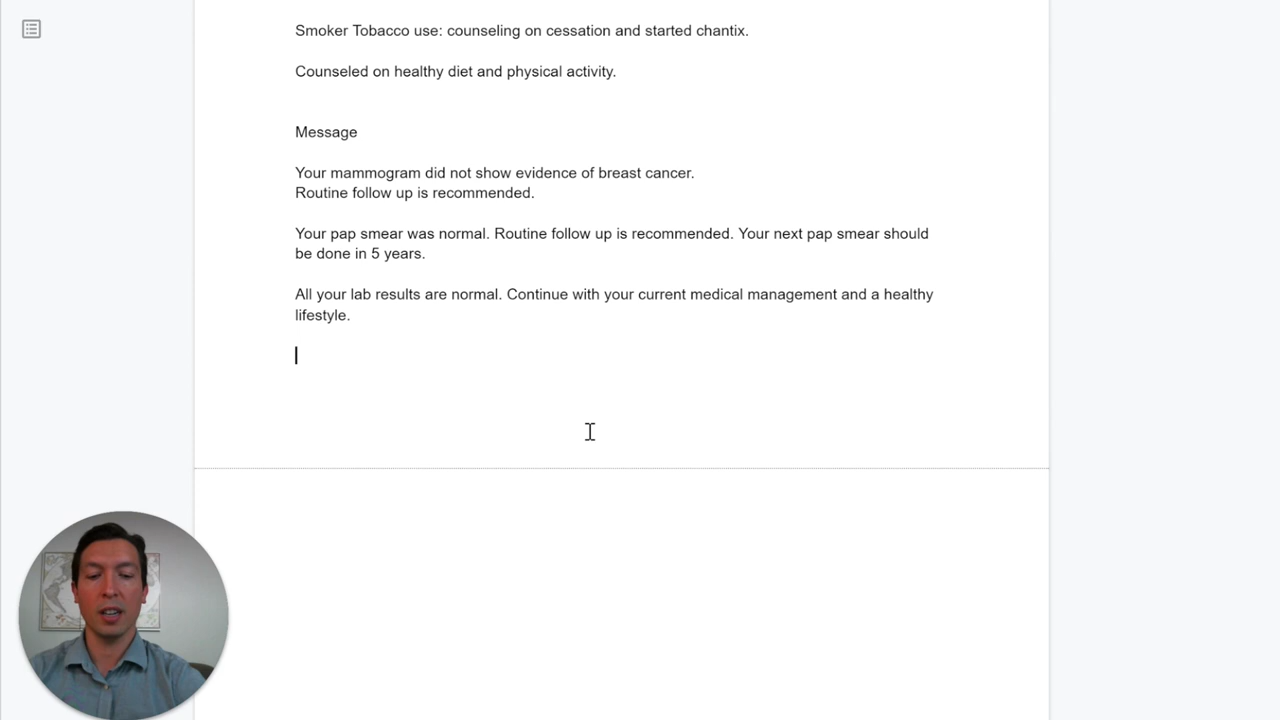 Smoker Tobacco use: counseling on cessation and started chantix.
Counseled on healthy diet and physical activity.
Message
Your mammogram did not show evidence of breast cancer.
Routine follow up is recommended.
Your pap smear was normal. Routine follow up is recommended. Your next pap smear should
be done in 5 years.
All your lab results are normal. Continue with your current medical management and a healthy
lifestyle.